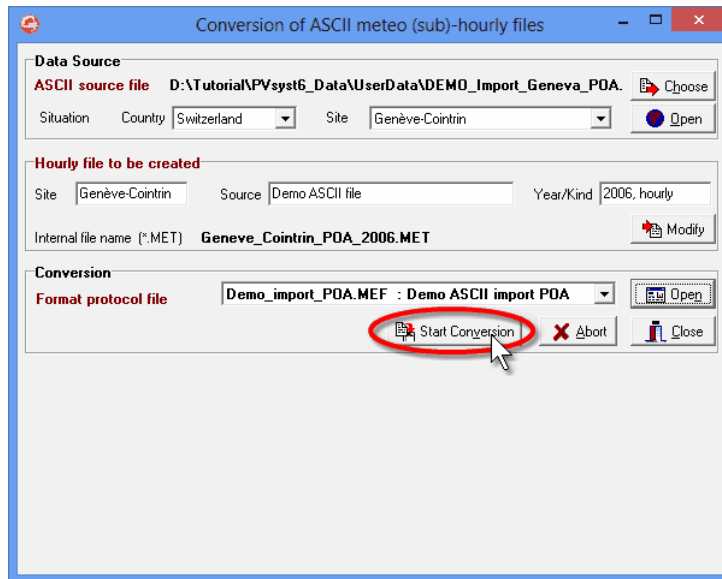 Conversion of ASCII meteo (sub)-hourly files
Data Source
ASCII source file D:\Tutorial\PVsyst6_Data\UserData\DEMO_Import_Geneva_POA. Choose
Situation Country Switzerland Site Genève-Cointrin Open
Hourly file to be created
Site Genève-Cointrin Source Demo ASCII file Year/Kind 2006, hourly
Internal file name (*.MET) Geneve_Cointrin_POA_2006.MET Modify
Conversion
Format protocol file Demo_import_POA.MEF : Demo ASCII import POA Open
Start Conversion Abort Close